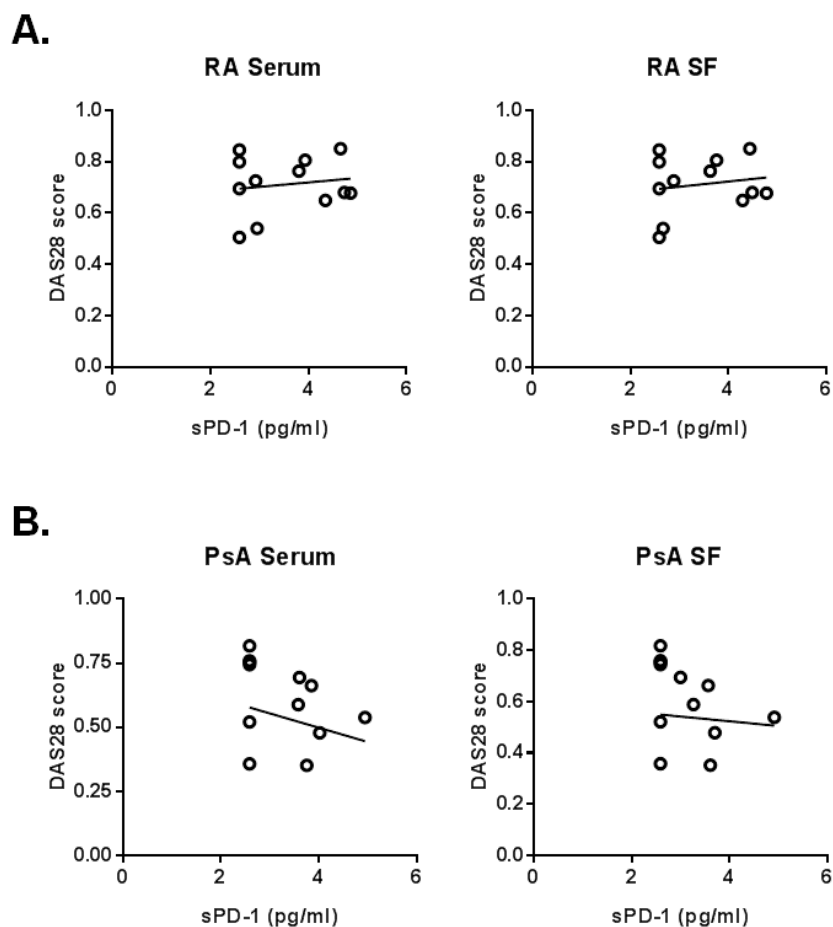 A.
RA Serum
DAS28 score
1.0
0.8
0.6
0.4
0.2
0.0
0 2 4 6
sPD-1 (pg/ml)
RA SF
DAS28 score
1.0
0.8
0.6
0.4
0.2
0.0
0 2 4 6
sPD-1 (pg/ml)
B.
PsA Serum
DAS28 score
1.00
0.75
0.50
0.25
0.00
0 2 4 6
sPD-1 (pg/ml)
PsA SF
DAS28 score
1.0
0.8
0.6
0.4
0.2
0.0
0 2 4 6
sPD-1 (pg/ml)